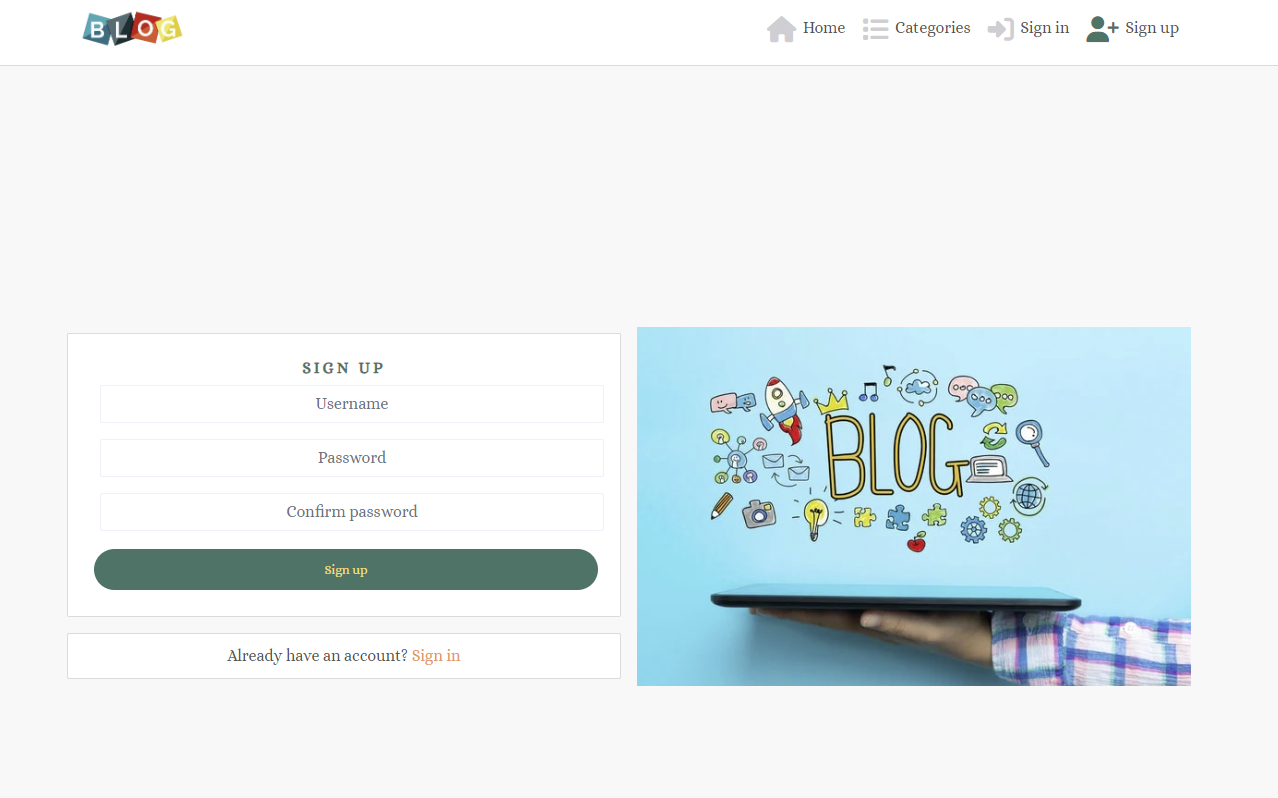 BLOG
Home
Categories
Sign in
Sign up
SIGN UP
Username
Password
Confirm password
Sign up
Already have an account? Sign in
BLOG